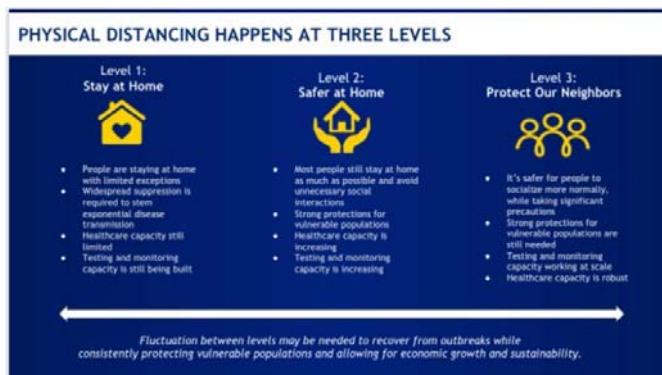 PHYSICAL DISTANCING HAPPENS AT THREE LEVELS
Level 1:
Stay at Home
• People are staying at home
with limited exceptions
• Widespread suppression is
required to stem
exponential disease
transmission
• Healthcare capacity still
limited
• Testing and monitoring
capacity is still being built
Level 2:
Safer at Home
• Most people still stay at home
as much as possible and avoid
unnecessary social
interactions
• Strong protections for
vulnerable populations
• Healthcare capacity is
increasing
• Testing and monitoring
capacity is increasing
Level 3:
Protect Our Neighbors
• It's safer for people to
socialize more normally,
while taking significant
precautions
• Strong protections for
vulnerable populations are
still needed
• Testing and monitoring
capacity working at scale
• Healthcare capacity is robust
Fluctuation between levels may be needed to recover from outbreaks while
consistently protecting vulnerable populations and allowing for economic growth and sustainability.